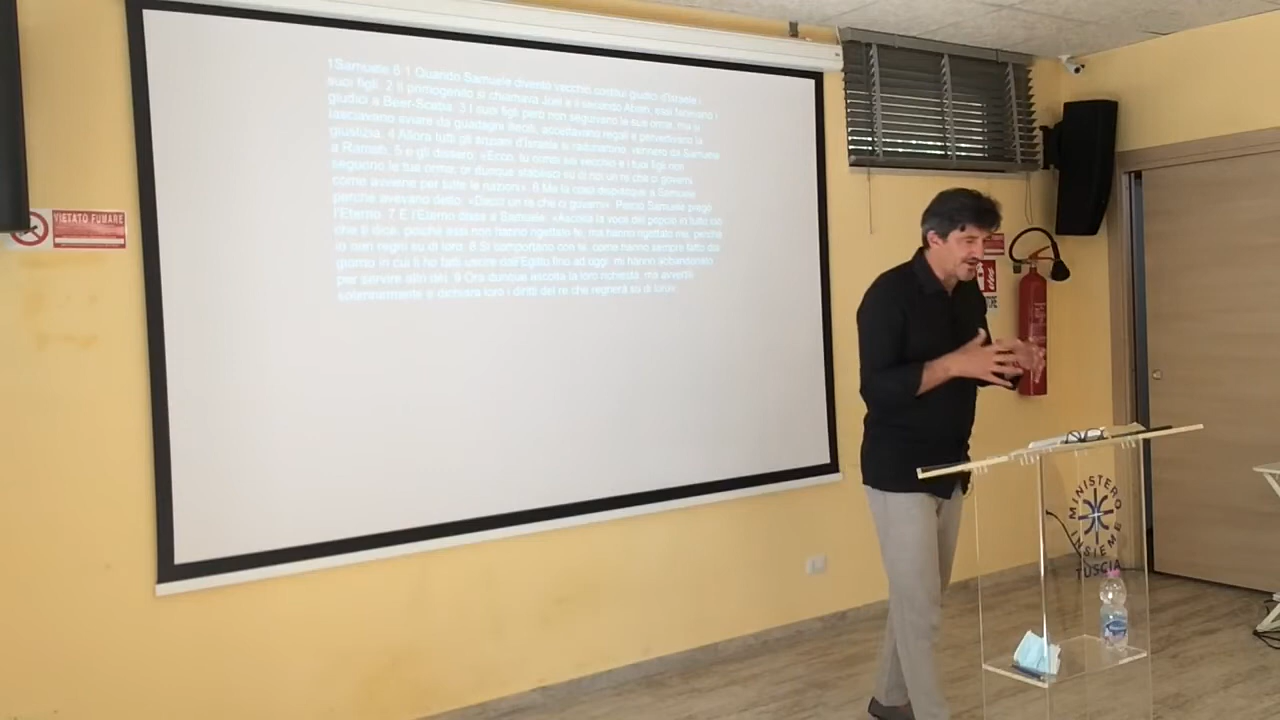 1Samuele 8:1 Quando Samuele diventò vecchio costituì giudici d'Israele i
suoi figli. 2 Il primogenito si chiamava Joel e il secondo Abiah; essi facevano i
giudici a Beer-Sceba. 3 I suoi figli però non seguivano le sue orme, ma si
lasciavano sviare da guadagni illeciti, accettavano regali e pervertivano la
giustizia. 4 Allora tutti gli anziani d'Israele si radunarono, vennero da Samuele
a Ramah, 5 e gli dissero: «Ecco, tu ormai sei vecchio e i tuoi figli non
seguono le tue orme; or dunque stabilisci su di noi un re che ci governi,
come avviene per tutte le nazioni». 6 Ma la cosa dispiacque a Samuele,
perché avevano detto: «Dacci un re che ci governi». Perciò Samuele pregò
l'Eterno. 7 E l'Eterno disse a Samuele: «Ascolta la voce del popolo in tutto ciò
che ti dice, poiché essi non hanno rigettato te, ma hanno rigettato me, perché
io non regni su di loro. 8 Si comportano con te, come hanno sempre fatto dal
giorno in cui li ho fatti uscire dall'Egitto fino ad oggi: mi hanno abbandonato
per servire altri dei. 9 Ora dunque ascolta la loro richiesta, ma avvertili
solennemente e dichiara loro i diritti del re che regnerà su di loro».
VIETATO FUMARE
MINISTERO
INSIEME
TUSCIA